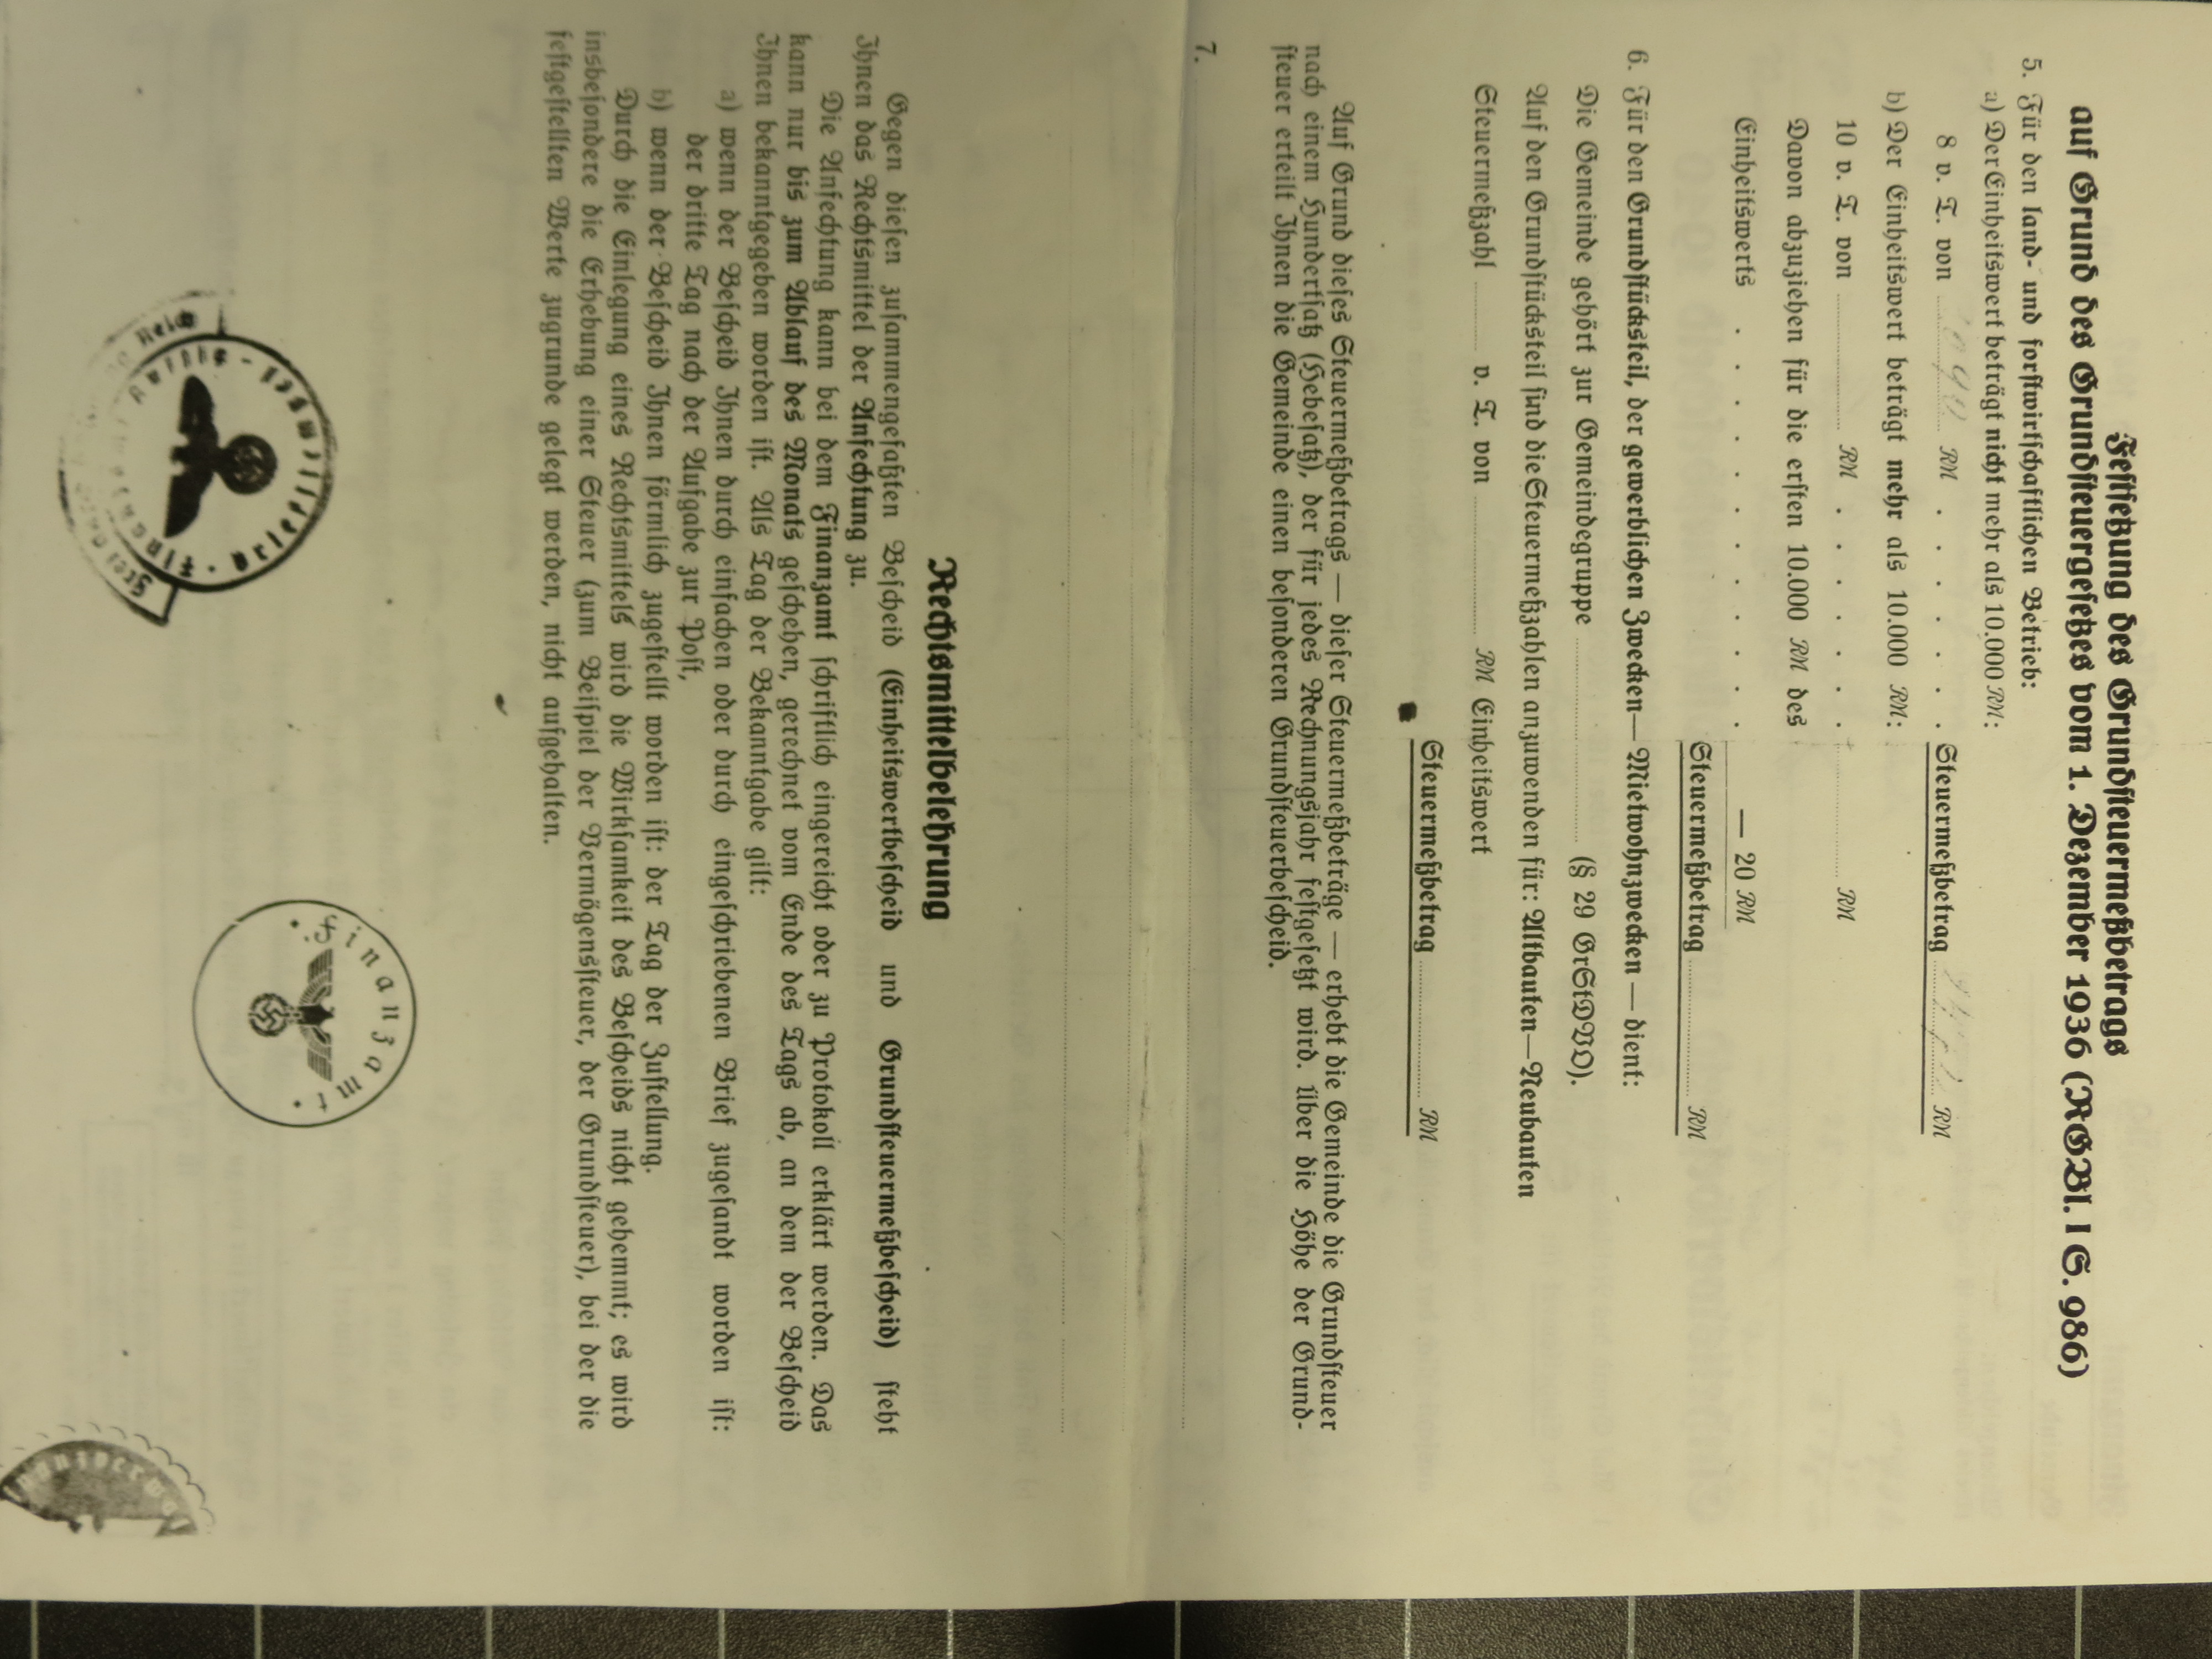 Festsetzung des Grundsteuermeßbetrags
auf Grund des Grundsteuergesetzes vom 1. Dezember 1936 (RGBl. I S. 986)
5. Für den land- und forstwirtschaftlichen Betrieb:
a) Der Einheitswert beträgt nicht mehr als 10.000 RM:
8 v. T. von RM . . . . . . . Steuermeßbetrag RM
b) Der Einheitswert beträgt mehr als 10.000 RM:
10 v. T. von RM . . . . . . . RM
Davon abzuziehen für die ersten 10.000 RM des
Einheitswerts . . . . . . . . . . . . — 20 RM
Steuermeßbetrag RM
6. Für den Grundstücksteil, der gewerblichen Zwecken— Mietwohnzwecken — dient:
Die Gemeinde gehört zur Gemeindegruppe (§ 29 GrStDVO).
Auf den Grundstücksteil sind die Steuermeßzahlen anzuwenden für: Altbauten—Neubauten
Steuermeßzahl v. T. von RM Einheitswert
Steuermeßbetrag RM
Auf Grund dieses Steuermeßbetrags — dieser Steuermeßbeträge — erhebt die Gemeinde die Grundsteuer
nach einem Hundertsatz (Hebesatz), der für jedes Rechnungsjahr festgesetzt wird. Über die Höhe der Grund-
steuer erteilt Ihnen die Gemeinde einen besonderen Grundsteuerbescheid.
7.
Rechtsmittelbelehrung
Gegen diesen zusammengefaßten Bescheid (Einheitswertbescheid und Grundsteuermeßbescheid) steht
Ihnen das Rechtsmittel der Anfechtung zu.
Die Anfechtung kann bei dem Finanzamt schriftlich eingereicht oder zu Protokoll erklärt werden. Das
kann nur bis zum Ablauf des Monats geschehen, gerechnet vom Ende des Tags ab, an dem der Bescheid
Ihnen bekanntgegeben worden ist. Als Tag der Bekanntgabe gilt:
a) wenn der Bescheid Ihnen durch einfachen oder durch eingeschriebenen Brief zugesandt worden ist:
der dritte Tag nach der Aufgabe zur Post,
b) wenn der Bescheid Ihnen förmlich zugestellt worden ist: der Tag der Zustellung.
Durch die Einlegung eines Rechtsmittels wird die Wirksamkeit des Bescheids nicht gehemmt; es wird
insbesondere die Erhebung einer Steuer (zum Beispiel der Vermögenssteuer, der Grundsteuer), bei der die
festgestellten Werte zugrunde gelegt werden, nicht aufgehalten.
Finanzamt